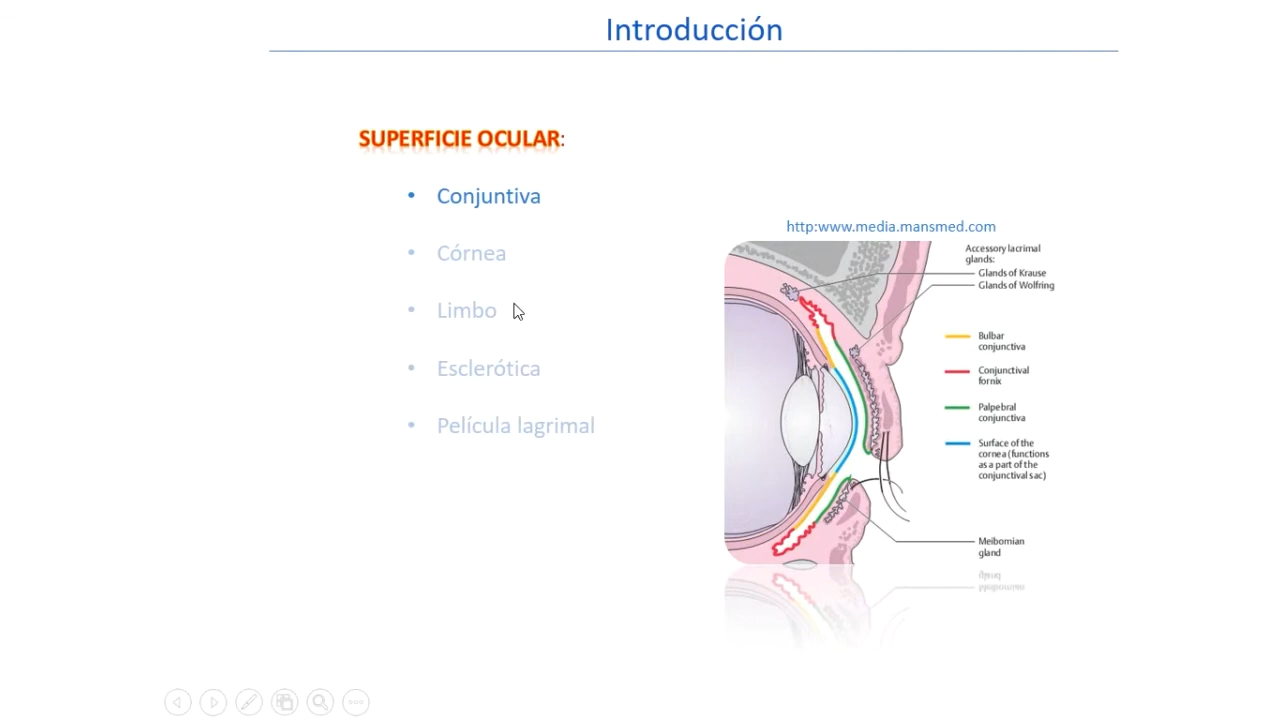 Introducción
SUPERFICIE OCULAR:
• Conjuntiva
• Córnea
• Limbo
• Esclerótica
• Película lagrimal
http:www.media.mansmed.com
Accessory lacrimal
glands:
Glands of Krause
Glands of Wolfring
Bulbar
conjunctiva
Conjunctival
fornix
Palpebral
conjunctiva
Surface of the
cornea (functions
as a part of the
conjunctival sac)
Meibomian
gland